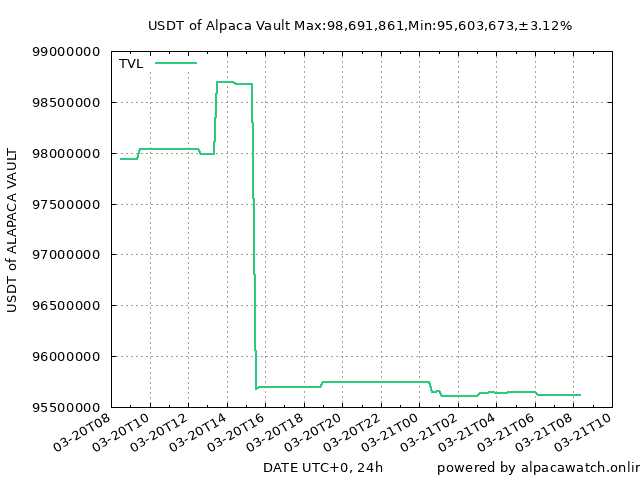 USDT of Alpaca Vault Max:98,691,861,Min:95,603,673,±3.12%
99000000
TVL
98500000
98000000
97500000
97000000
96500000
96000000
95500000
USDT of ALAPACA VAULT
03-20T08
03-20T10
03-20T12
03-20T14
03-20T16
03-20T18
03-20T20
03-20T22
03-21T00
03-21T02
03-21T04
03-21T06
03-21T08
03-21T10
DATE UTC+0, 24h
powered by alpacawatch.onlin